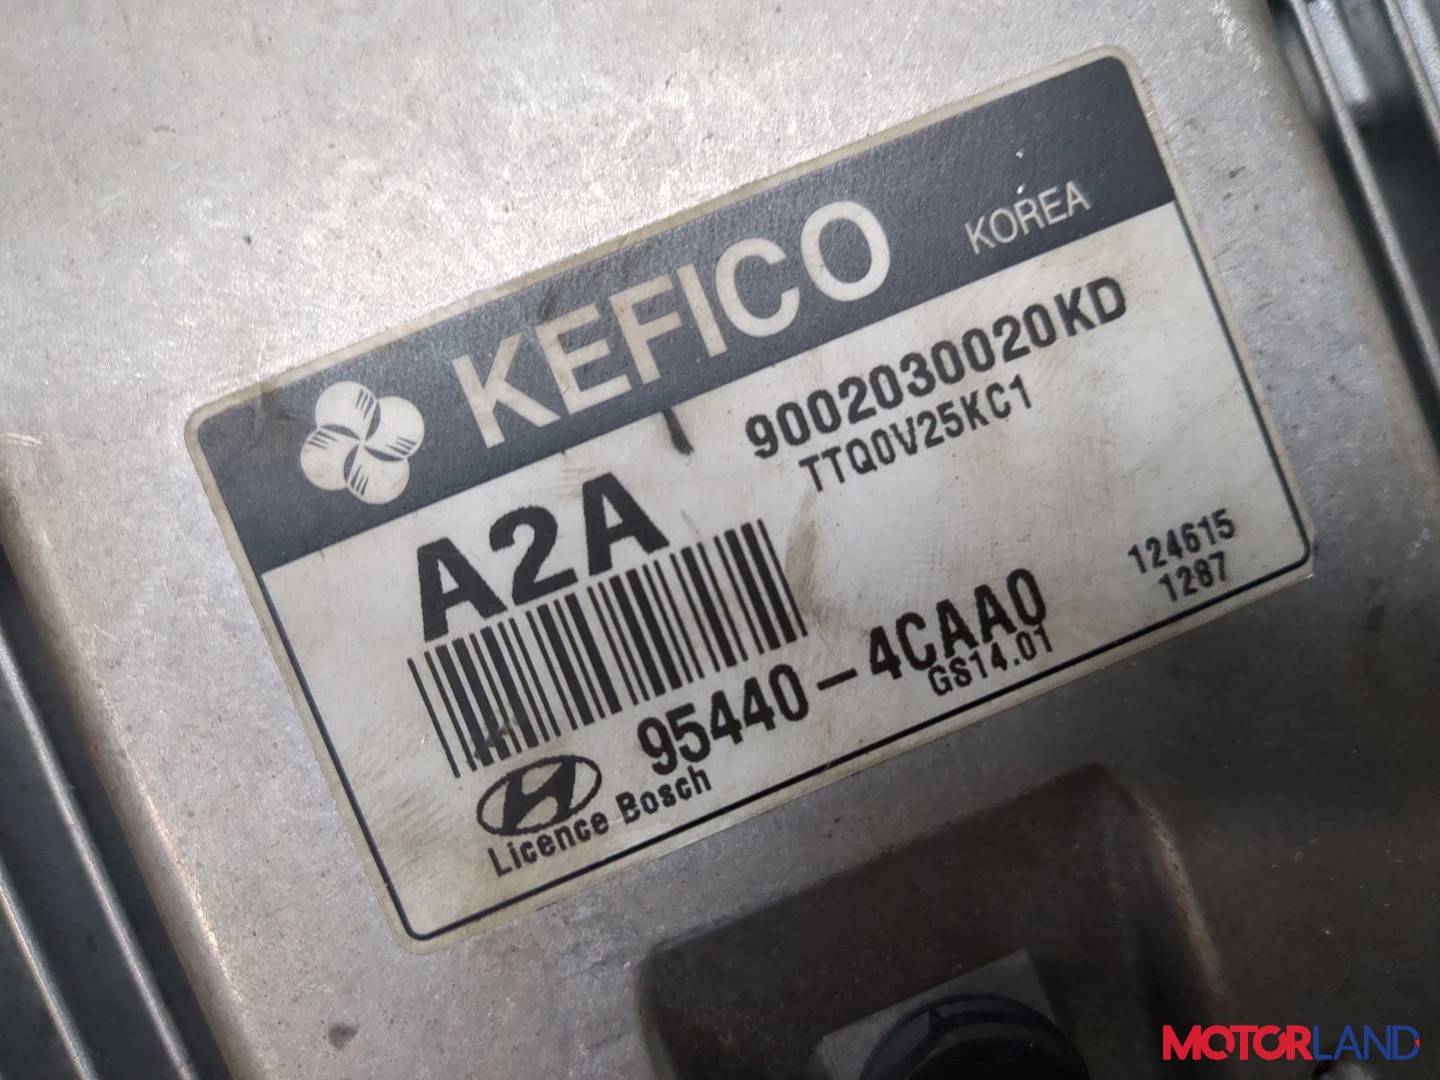 KEFICO KOREA
9002030020KD
TTQ0V25KC1
A2A
124615
1287
95440-4CAA0
GS14.01
Licence Bosch
MOTORLAND